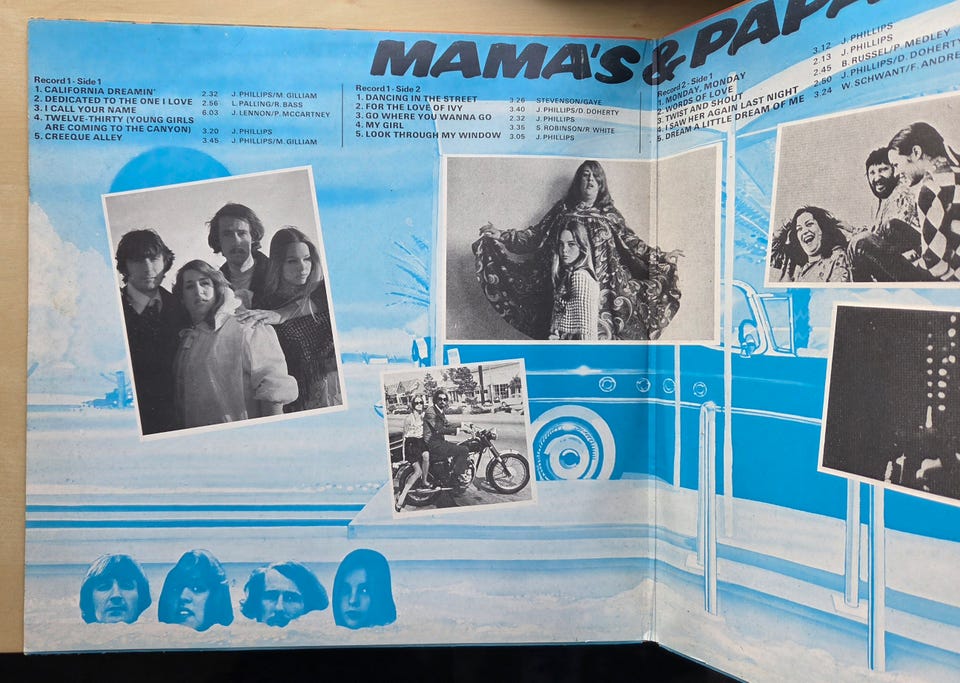 MAMA'S & PAPA
Record 1 - Side 1
1. CALIFORNIA DREAMIN' 2.32 J. PHILLIPS/M. GILLIAM
2. DEDICATED TO THE ONE I LOVE 2.56 L. PALLING/R. BASS
3. I CALL YOUR NAME 6.03 J. LENNON/P. MCCARTNEY
4. TWELVE-THIRTY (YOUNG GIRLS
ARE COMING TO THE CANYON) 3.20 J. PHILLIPS
5. CREEQUE ALLEY 3.45 J. PHILLIPS/M. GILLIAM
Record 1 - Side 2
1. DANCING IN THE STREET 3.26 STEVENSON/GAYE
2. FOR THE LOVE OF IVY 3.40 J. PHILLIPS/D. DOHERTY
3. GO WHERE YOU WANNA GO 2.32 J. PHILLIPS
4. MY GIRL 3.35 S. ROBINSON/R. WHITE
5. LOOK THROUGH MY WINDOW 3.05 J. PHILLIPS
Record 2 - Side 1
1. MONDAY, MONDAY 3.12 J. PHILLIPS
2. WORDS OF LOVE 2.13 J. PHILLIPS
3. TWIST AND SHOUT 2.45 B. RUSSEL/P. MEDLEY
4. I SAW HER AGAIN LAST NIGHT 2.50 J. PHILLIPS/D. DOHERTY
5. DREAM A LITTLE DREAM OF ME 3.24 W. SCHWANT/F. ANDRE